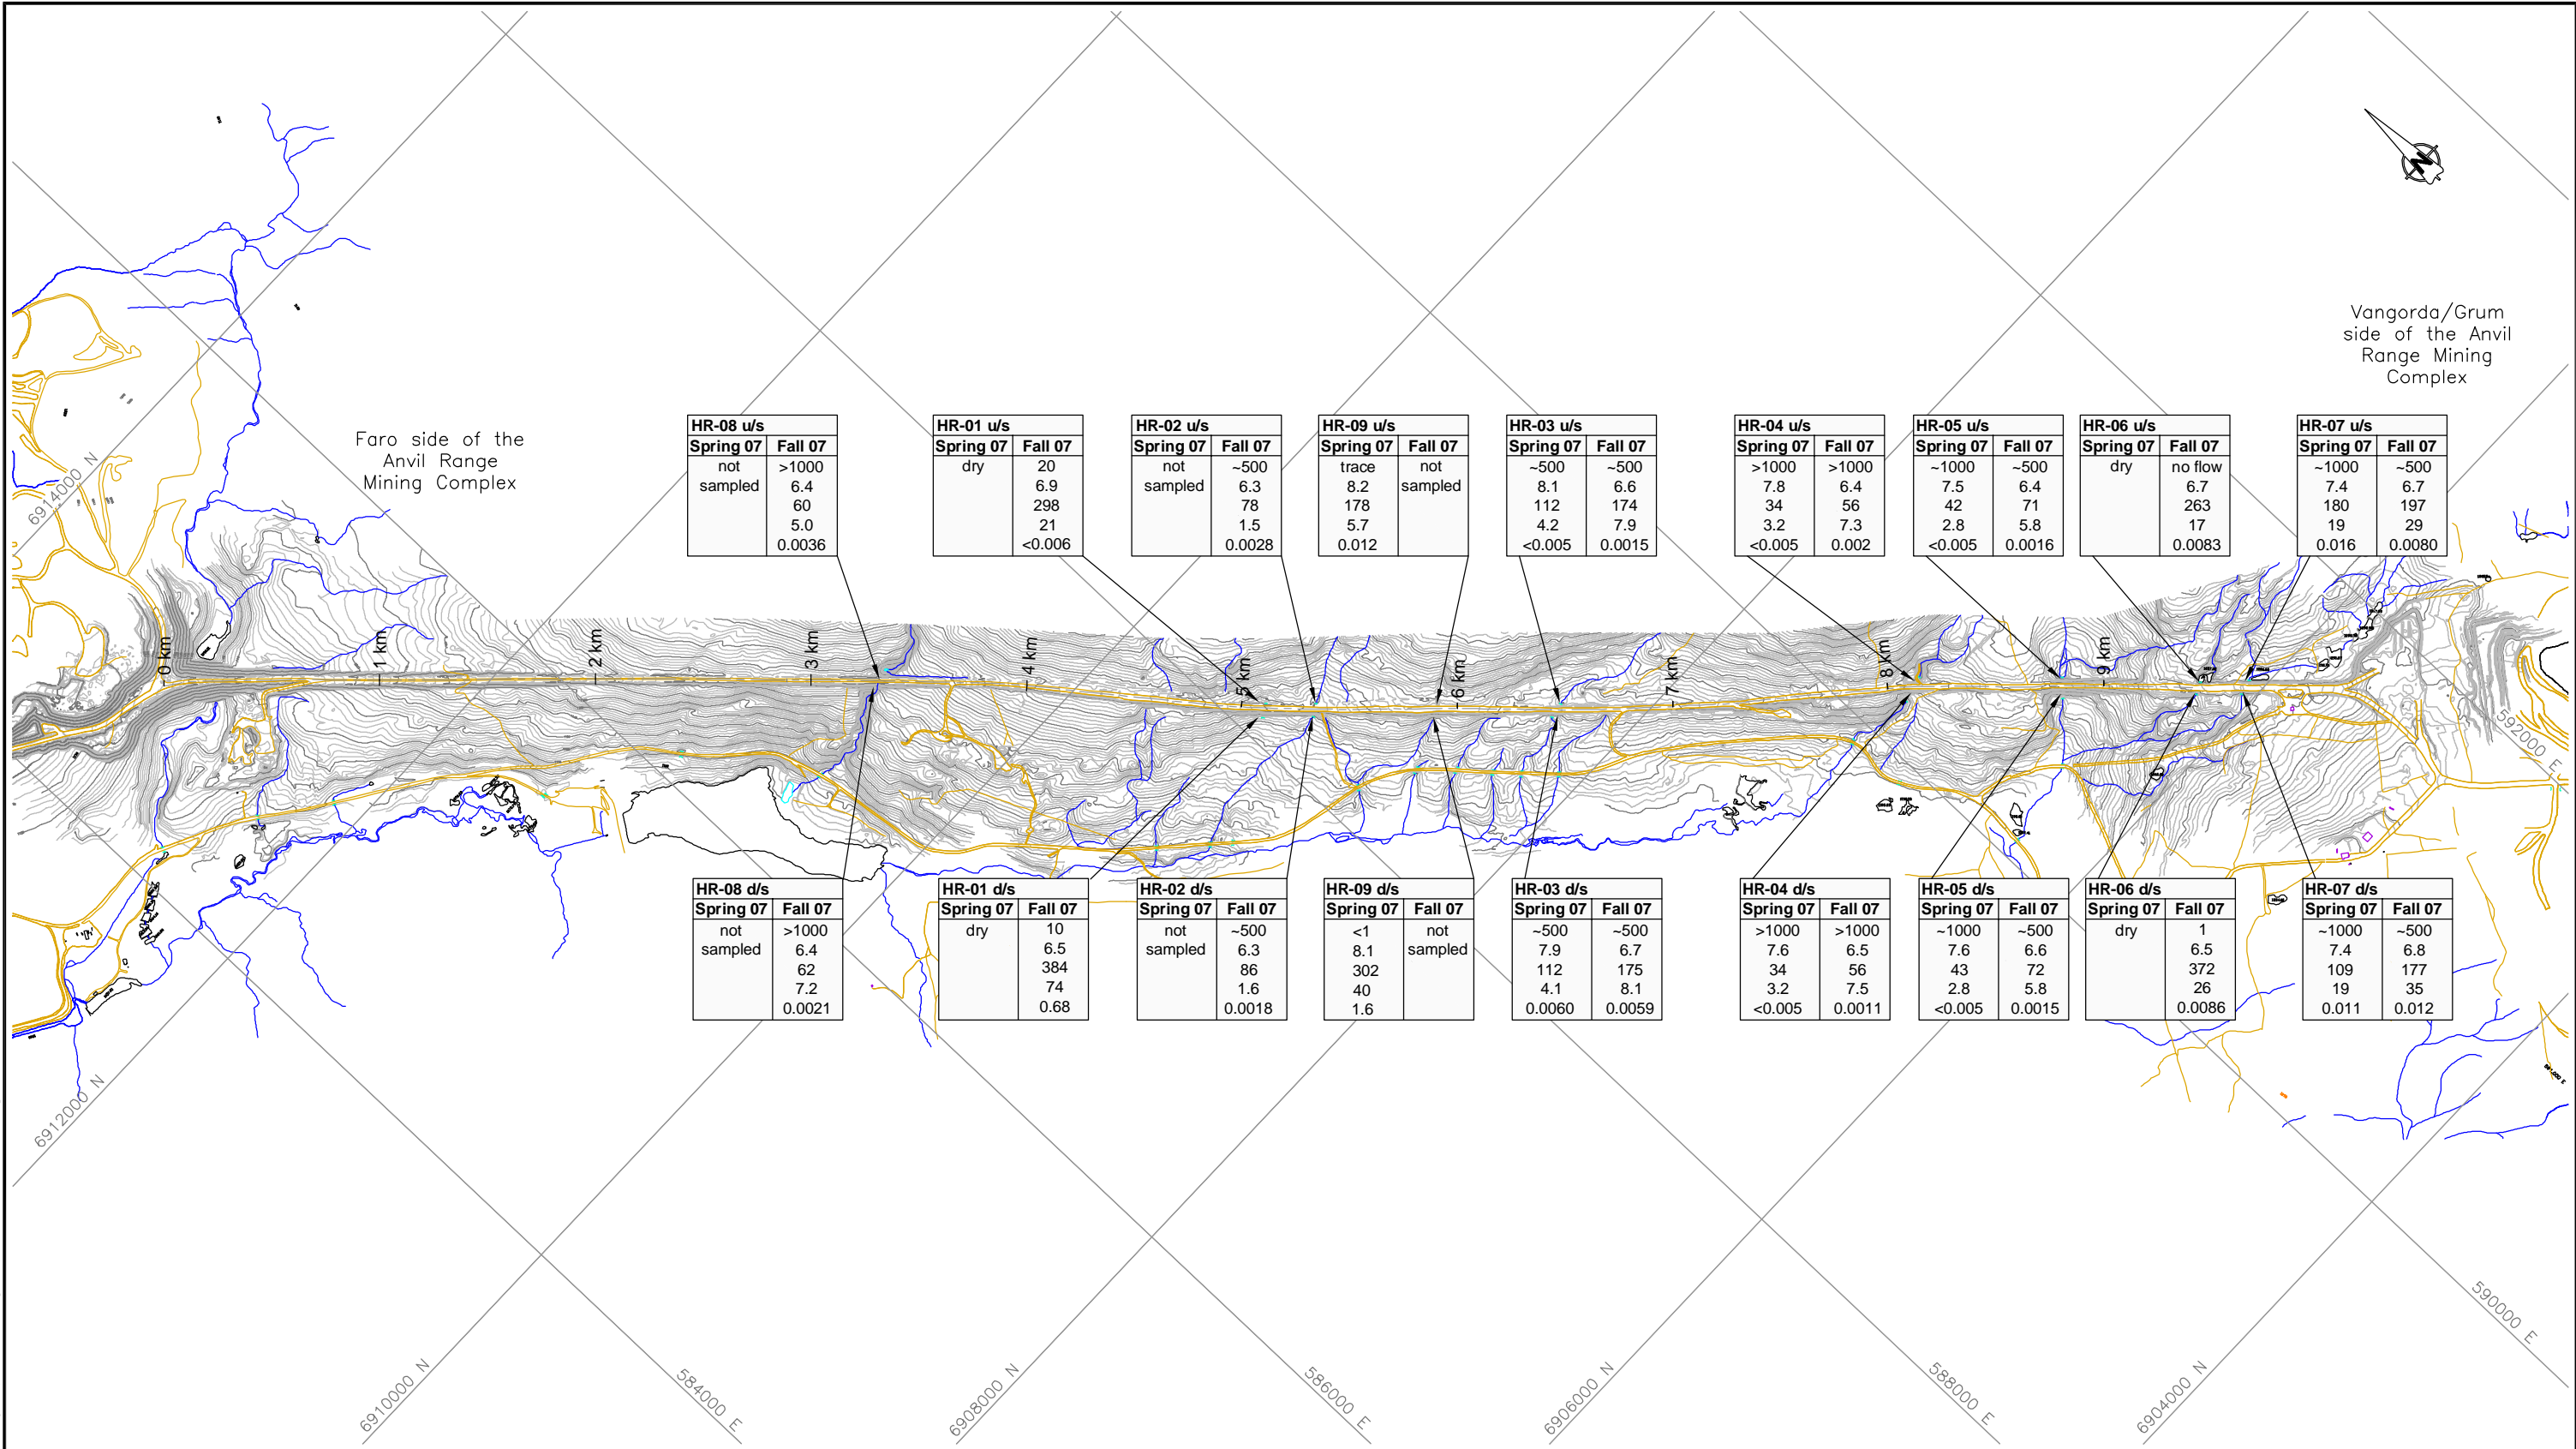 Vangorda/Grum
side of the Anvil
Range Mining
Complex
Faro side of the
Anvil Range
Mining Complex
N
HR-08 u/s
Spring 07 Fall 07
not >1000
sampled 6.4
60
5.0
0.0036
HR-01 u/s
Spring 07 Fall 07
dry 20
6.9
298
21
<0.006
HR-02 u/s
Spring 07 Fall 07
not ~500
sampled 6.3
78
1.5
0.0028
HR-09 u/s
Spring 07 Fall 07
trace not
8.2 sampled
178
5.7
0.012
HR-03 u/s
Spring 07 Fall 07
~500 ~500
8.1 6.6
112 174
4.2 7.9
<0.005 0.0015
HR-04 u/s
Spring 07 Fall 07
>1000 >1000
7.8 6.4
34 56
3.2 7.3
<0.005 0.002
HR-05 u/s
Spring 07 Fall 07
~1000 ~500
7.5 6.4
42 71
2.8 5.8
<0.005 0.0016
HR-06 u/s
Spring 07 Fall 07
dry no flow
6.7
263
17
0.0083
HR-07 u/s
Spring 07 Fall 07
~1000 ~500
7.4 6.7
180 197
19 29
0.016 0.0080
6914000 N
0 km
1 km
2 km
3 km
4 km
5 km
6 km
7 km
8 km
9 km
592000 E
HR-08 d/s
Spring 07 Fall 07
not >1000
sampled 6.4
62
7.2
0.0021
HR-01 d/s
Spring 07 Fall 07
dry 10
6.5
384
74
0.68
HR-02 d/s
Spring 07 Fall 07
not ~500
sampled 6.3
86
1.6
0.0018
HR-09 d/s
Spring 07 Fall 07
<1 not
8.1 sampled
302
40
1.6
HR-03 d/s
Spring 07 Fall 07
~500 ~500
7.9 6.7
112 175
4.1 8.1
0.0060 0.0059
HR-04 d/s
Spring 07 Fall 07
>1000 >1000
7.6 6.5
34 56
3.2 7.5
<0.005 0.0011
HR-05 d/s
Spring 07 Fall 07
~1000 ~500
7.6 6.6
43 72
2.8 5.8
<0.005 0.0015
HR-06 d/s
Spring 07 Fall 07
dry 1
6.5
372
26
0.0086
HR-07 d/s
Spring 07 Fall 07
~1000 ~500
7.4 6.8
109 177
19 35
0.011 0.012
6912000 N
6910000 N
584000 E
6908000 N
586000 E
6906000 N
588000 E
6904000 N
590000 E